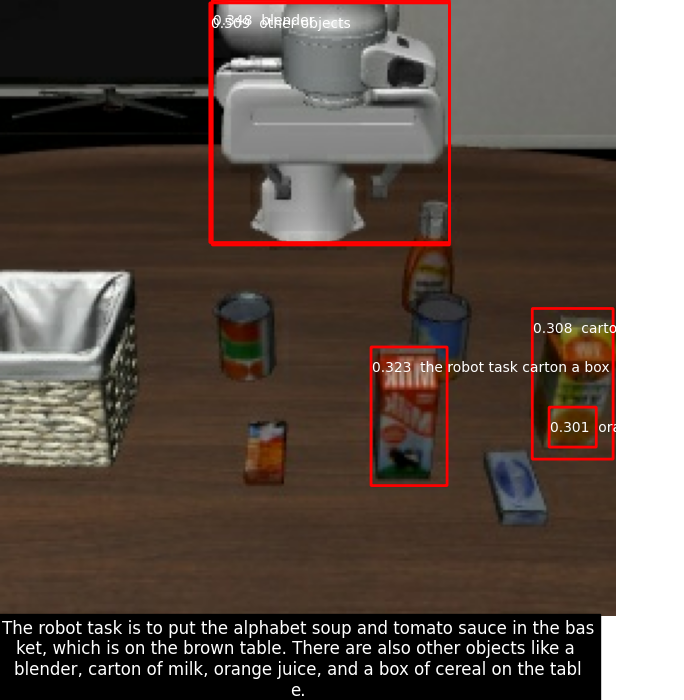 0.348 blender
0.309 other objects
0.308 carto
0.323 the robot task carton a box
MILK
Milk
0.301 ora
The robot task is to put the alphabet soup and tomato sauce in the bas
ket, which is on the brown table. There are also other objects like a
blender, carton of milk, orange juice, and a box of cereal on the tabl
e.